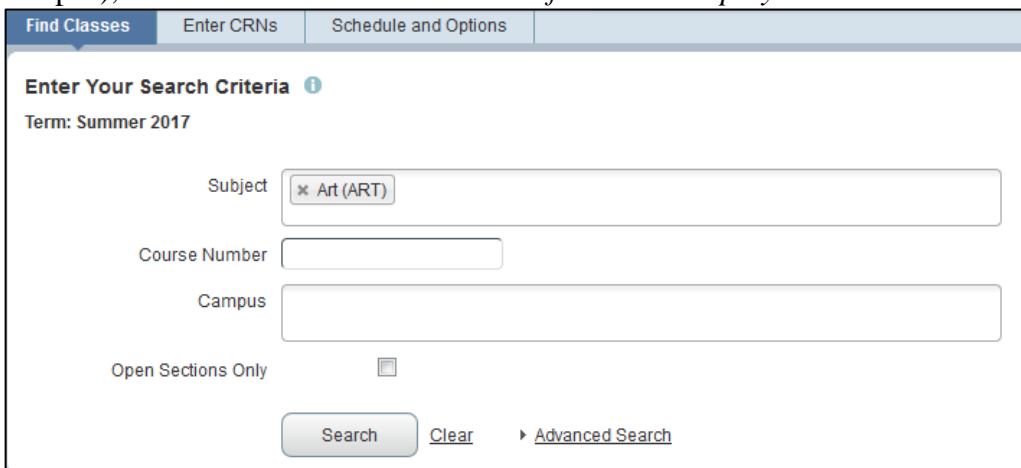 Find Classes Enter CRNs Schedule and Options
Enter Your Search Criteria
Term: Summer 2017
Subject × Art (ART)
Course Number
Campus
Open Sections Only
Search Clear Advanced Search